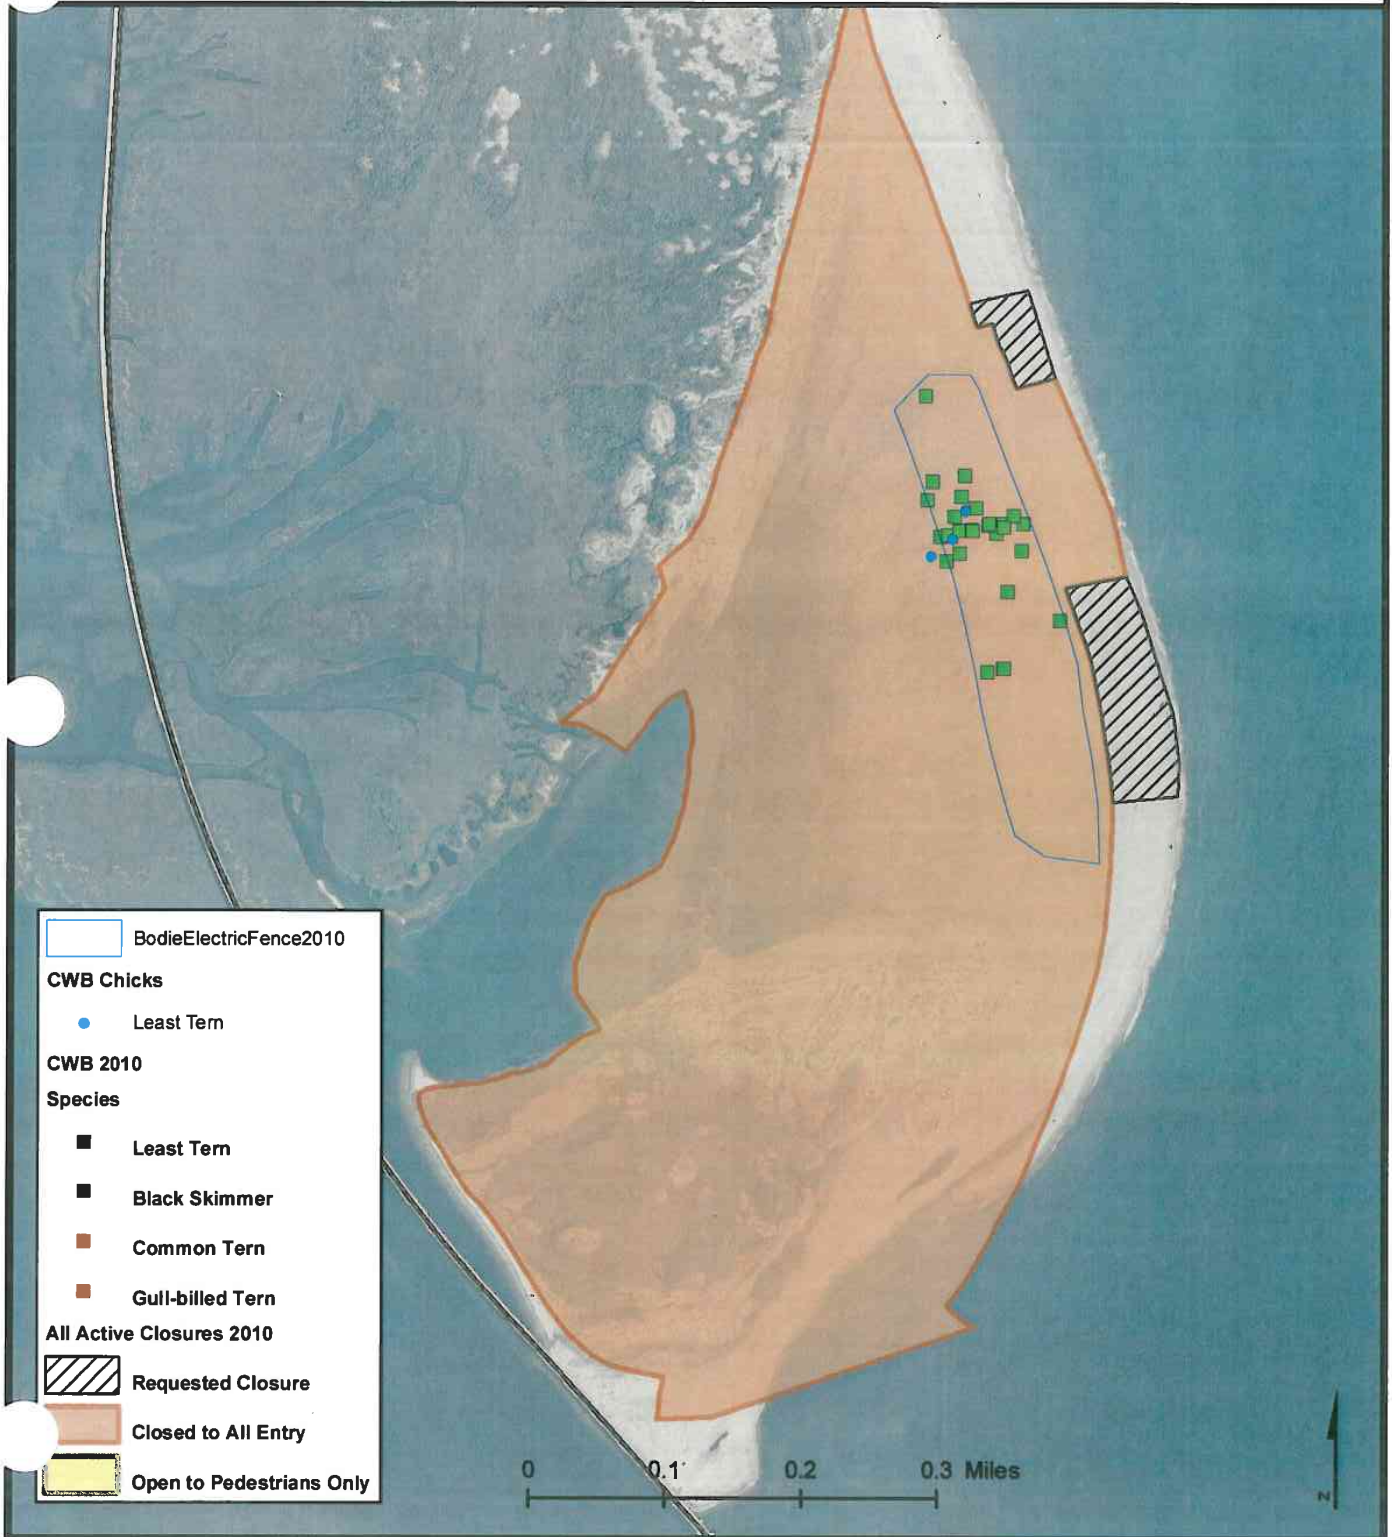 BodieElectricFence2010
CWB Chicks
Least Tern
CWB 2010
Species
Least Tern
Black Skimmer
Common Tern
Gull-billed Tern
All Active Closures 2010
Requested Closure
Closed to All Entry
Open to Pedestrians Only
0 0.1 0.2 0.3 Miles
N